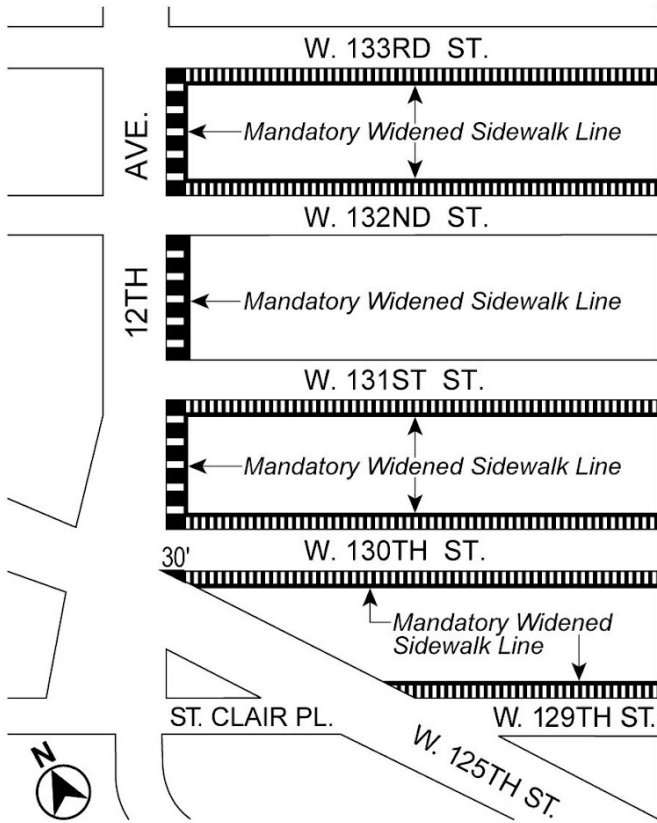 W. 133RD ST.
AVE.
Mandatory Widened Sidewalk Line
W. 132ND ST.
12TH
Mandatory Widened Sidewalk Line
W. 131ST ST.
Mandatory Widened Sidewalk Line
30'
W. 130TH ST.
Mandatory Widened
Sidewalk Line
ST. CLAIR PL.
W. 129TH ST.
W. 125TH ST.
N